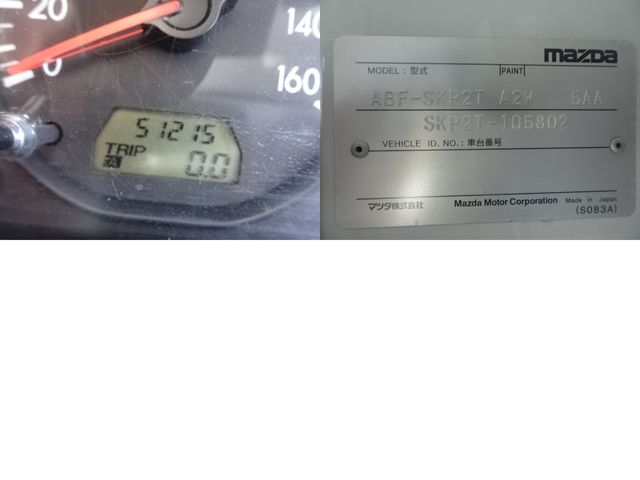 20
0
140
160
51215
TRIP
A 0.0
mazda
MODEL : 型式 PAINT
ABF-SKP2T A2W 5AA
SKP2T-105802
VEHICLE ID. NO. : 車台番号
マツダ株式会社 Mazda Motor Corporation Made in Japan
(S083A)